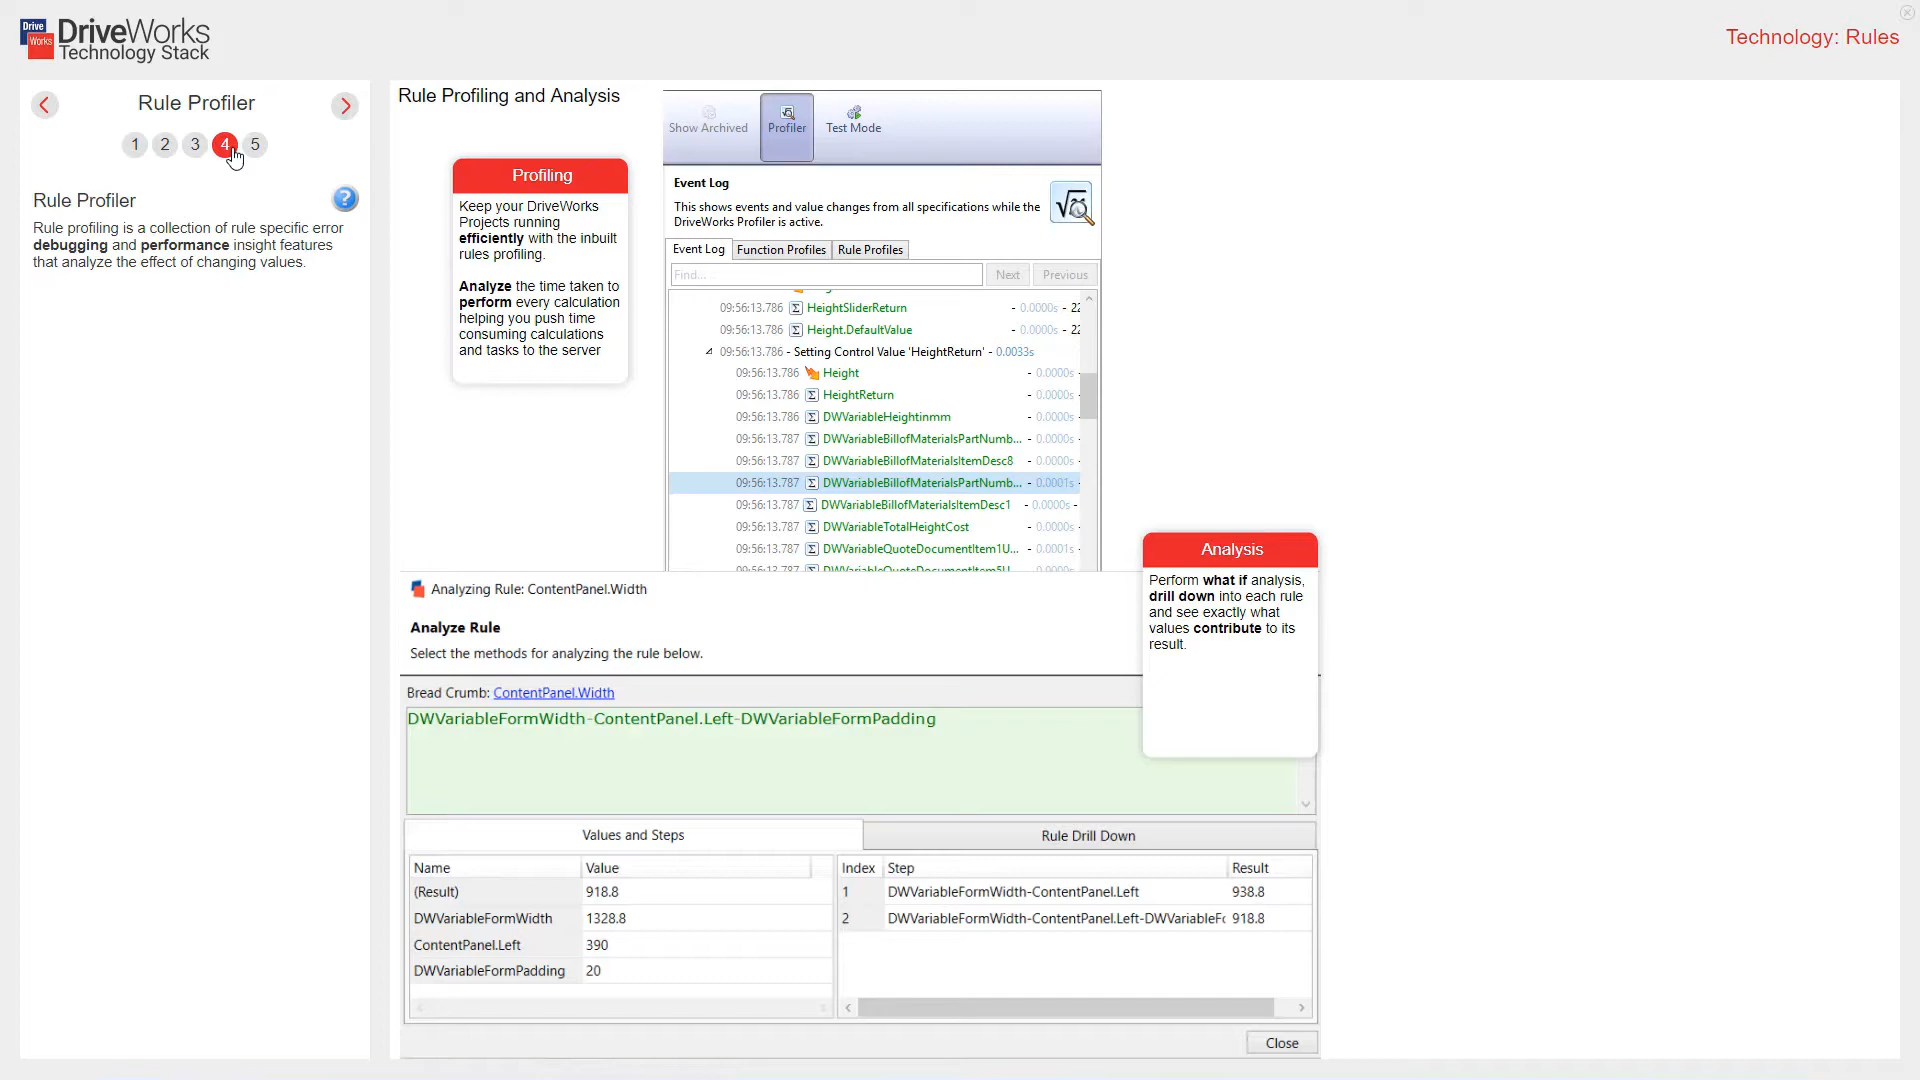 Drive
Works
DriveWorks
Technology Stack
Technology: Rules
Rule Profiler
1 2 3 4 5
Rule Profiler
?
Rule profiling is a collection of rule specific error
debugging and performance insight features
that analyze the effect of changing values.
Rule Profiling and Analysis
Profiling
Keep your DriveWorks
Projects running
efficiently with the inbuilt
rules profiling.
Analyze the time taken to
perform every calculation
helping you push time
consuming calculations
and tasks to the server
Show Archived
Profiler
Test Mode
Event Log
This shows events and value changes from all specifications while the
DriveWorks Profiler is active.
Event Log Function Profiles Rule Profiles
Find... Next Previous
09:56:13.786 Σ HeightSliderReturn - 0.0000s - 22
09:56:13.786 Σ Height.DefaultValue - 0.0000s - 22
09:56:13.786 - Setting Control Value 'HeightReturn' - 0.0033s
09:56:13.786 Height - 0.0000s -
09:56:13.786 Σ HeightReturn - 0.0000s -
09:56:13.786 Σ DWVariableHeightinmm - 0.0000s -
09:56:13.787 Σ DWVariableBillofMaterialsPartNumb... - 0.0000s -
09:56:13.787 Σ DWVariableBillofMaterialsItemDesc8 - 0.0000s -
09:56:13.787 Σ DWVariableBillofMaterialsPartNumb... - 0.0001s -
09:56:13.787 Σ DWVariableBillofMaterialsItemDesc1 - 0.0000s -
09:56:13.787 Σ DWVariableTotalHeightCost - 0.0000s -
09:56:13.787 Σ DWVariableQuoteDocumentItem1U... - 0.0001s -
09:56:13.787 Σ DWVariableQuoteDocumentItem5U... - 0.0000s
Analysis
Perform what if analysis,
drill down into each rule
and see exactly what
values contribute to its
result.
Analyzing Rule: ContentPanel.Width
Analyze Rule
Select the methods for analyzing the rule below.
Bread Crumb: ContentPanel.Width
DWVariableFormWidth-ContentPanel.Left-DWVariableFormPadding
Values and Steps Rule Drill Down
Name Value
(Result) 918.8
DWVariableFormWidth 1328.8
ContentPanel.Left 390
DWVariableFormPadding 20
Index Step Result
1 DWVariableFormWidth-ContentPanel.Left 938.8
2 DWVariableFormWidth-ContentPanel.Left-DWVariableFo 918.8
Close